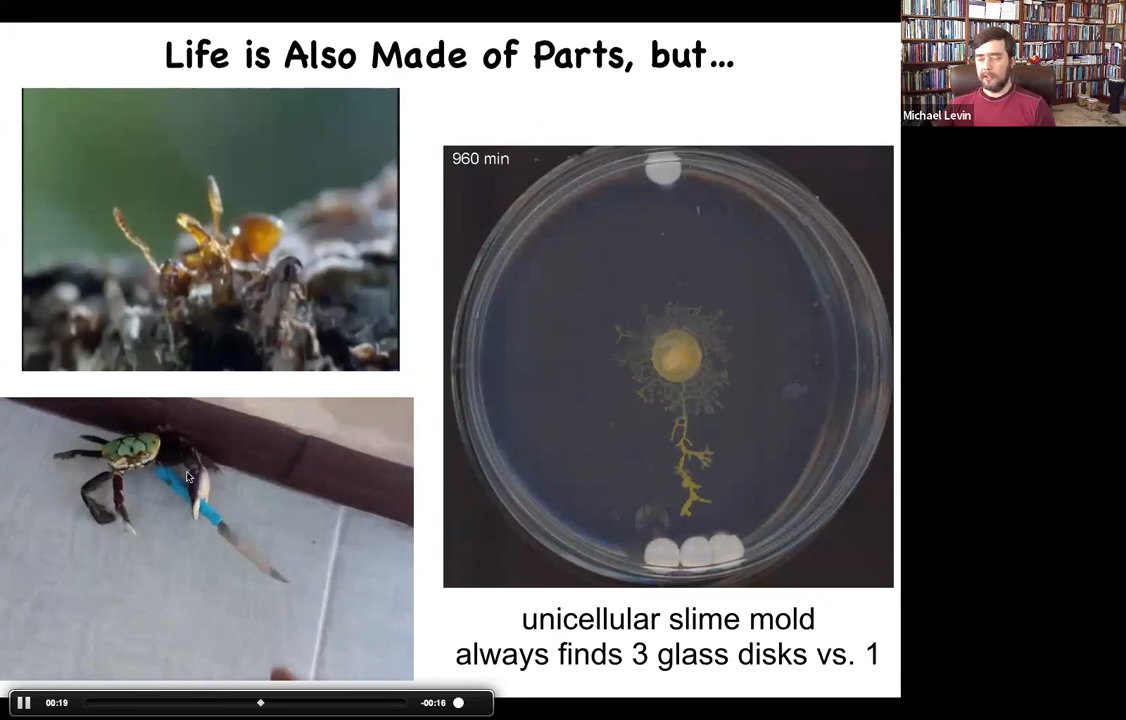 Life is Also Made of Parts, but...
Michael Levin
960 min
unicellular slime mold
always finds 3 glass disks vs. 1
00:19
-00:16